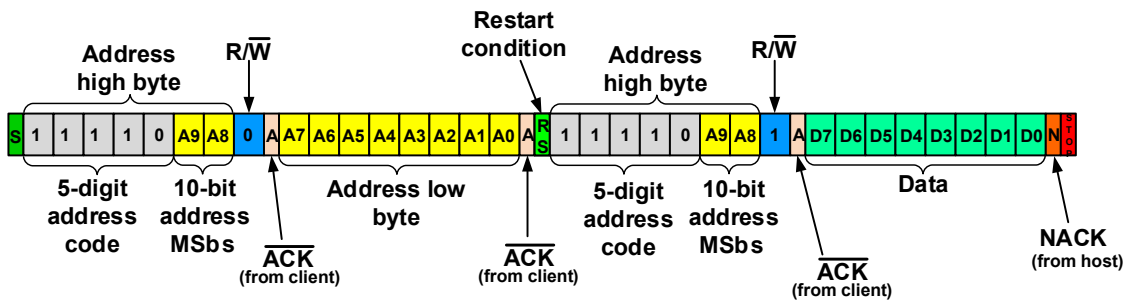 Restart
condition
Address
high byte
R/W̅
Address
high byte
R/W̅
S 1 1 1 1 0 A9 A8 0 A A7 A6 A5 A4 A3 A2 A1 A0 A RS 1 1 1 1 0 A9 A8 1 A D7 D6 D5 D4 D3 D2 D1 D0 N STOP
5-digit
address
code
10-bit
address
MSbs
A̅C̅K̅
(from client)
Address low
byte
A̅C̅K̅
(from client)
5-digit
address
code
10-bit
address
MSbs
A̅C̅K̅
(from client)
Data
NACK
(from host)